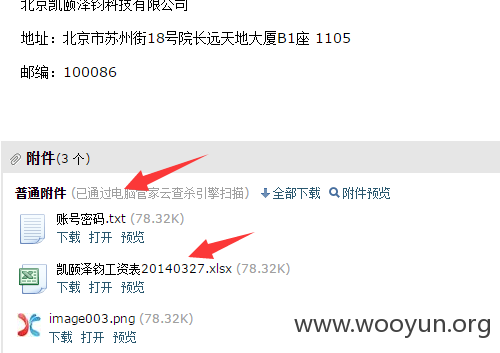 北京凯颐泽钧科技有限公司
地址：北京市苏州街18号院长远天地大厦B1座 1105
邮编：100086
附件(3 个)
普通附件 (已通过电脑管家云查杀引擎扫描) 全部下载 附件预览
账号密码.txt (78.32K)
下载 打开 预览
凯颐泽钧工资表20140327.xlsx (78.32K)
下载 打开 预览
image003.png (78.32K)
下载 打开 预览
www.wooyun.org